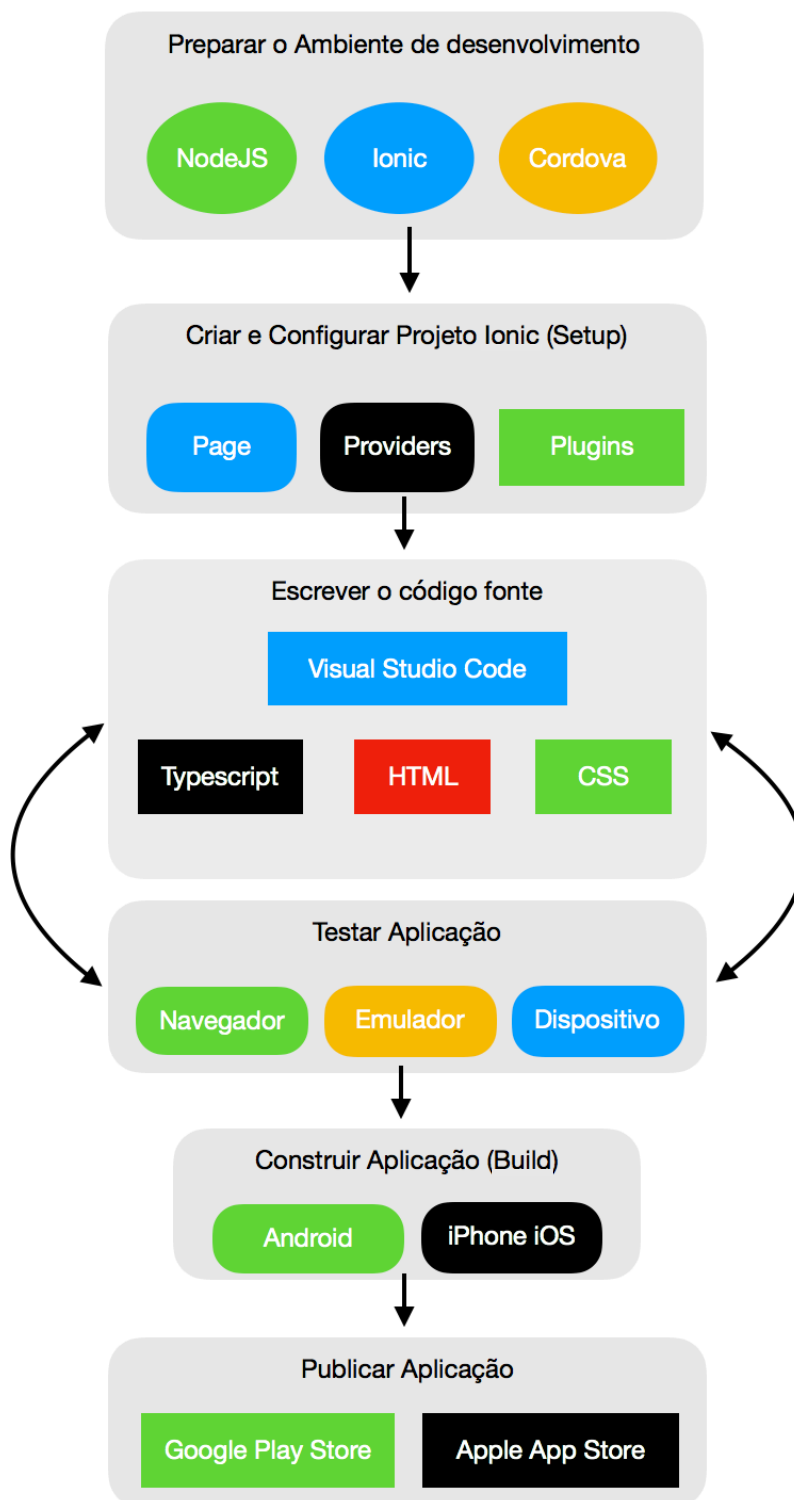 Preparar o Ambiente de desenvolvimento
NodeJS
Ionic
Cordova
Criar e Configurar Projeto Ionic (Setup)
Page
Providers
Plugins
Escrever o código fonte
Visual Studio Code
Typescript
HTML
CSS
Testar Aplicação
Navegador
Emulador
Dispositivo
Construir Aplicação (Build)
Android
iPhone iOS
Publicar Aplicação
Google Play Store
Apple App Store